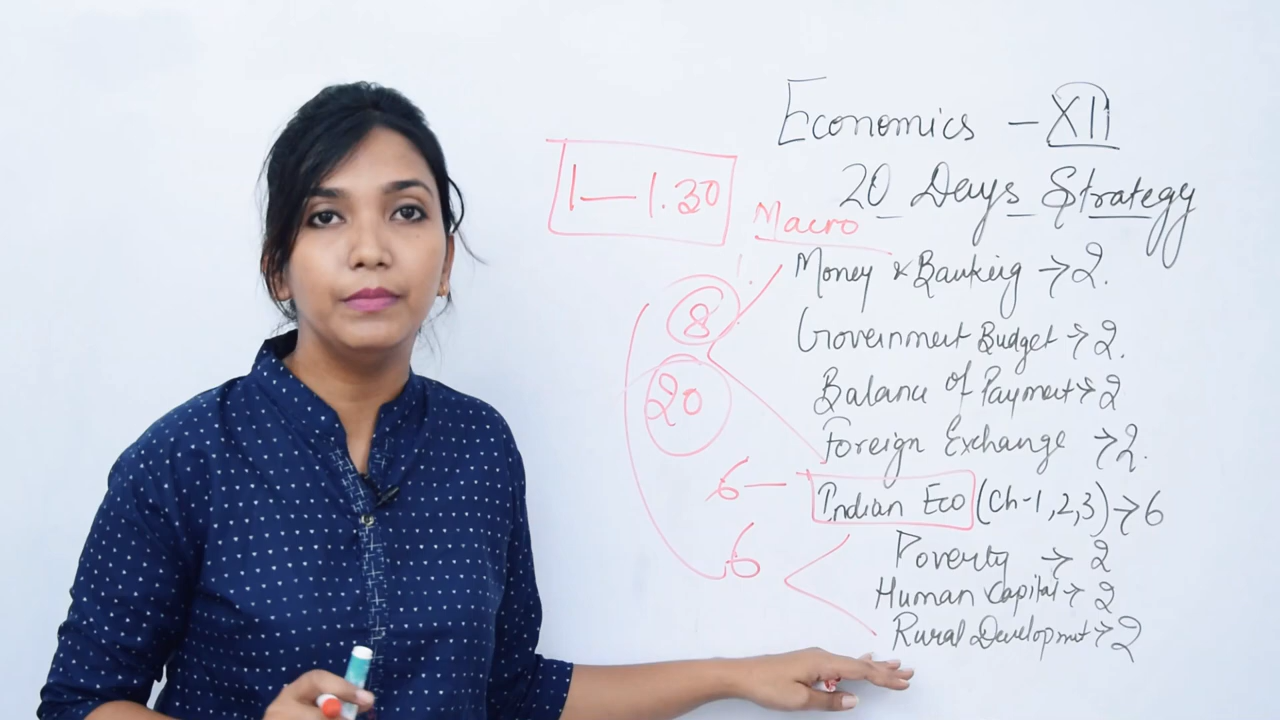 Economics – XII
20 Days Strategy
1 — 1.30
Macro
Money & Banking → 2.
Government Budget → 2.
8
Balance of Payment → 2
20
Foreign Exchange → 2.
6 — Indian Eco (Ch-1,2,3) → 6
6
Poverty → 2
Human Capital → 2
Rural Developmnt → 2